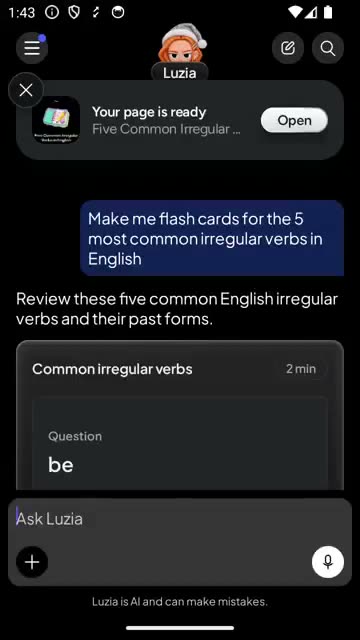 1:43
Luzia
Your page is ready
Five Common Irregular ...
Open
Make me flash cards for the 5
most common irregular verbs in
English
Review these five common English irregular
verbs and their past forms.
Common irregular verbs
2 min
Question
be
Ask Luzia
Luzia is AI and can make mistakes.